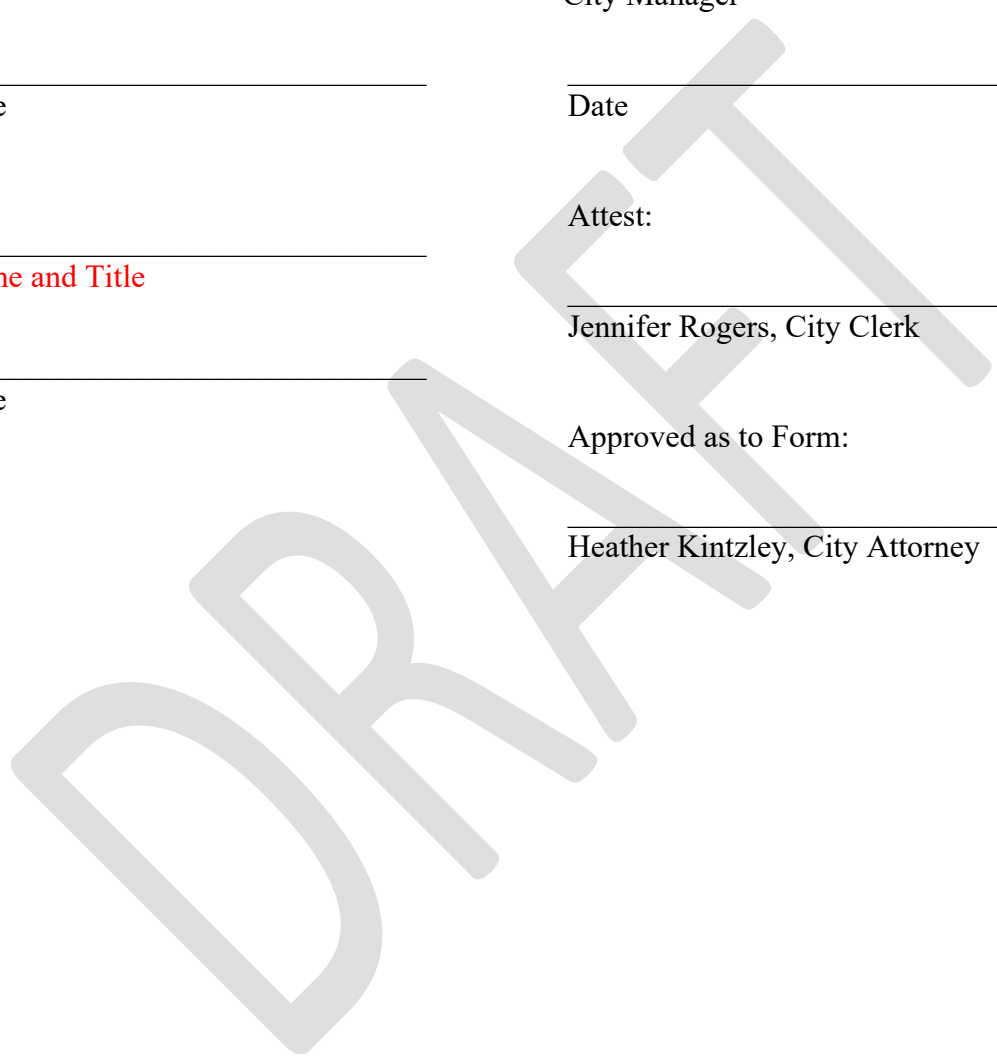 City Manager
e
Date
ne and Title
e
Attest:
Jennifer Rogers, City Clerk
Approved as to Form:
Heather Kintzley, City Attorney
DRAFT